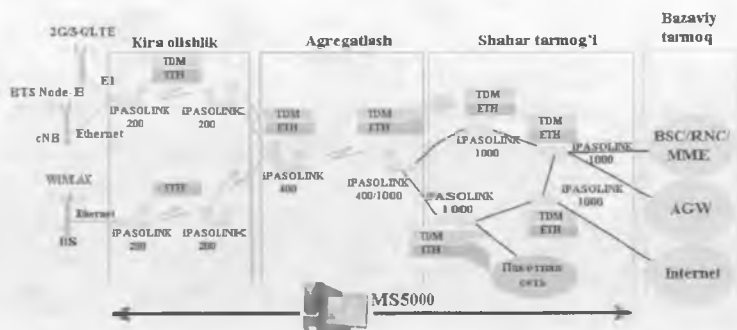 Bazaviy
tarmoq
2G/3G/LTE
Kira olishlik
Agregatlash
Shahar tarmog'i
TDM
ETH
E1
BTS Node-B
iPASOLINK
200
iPASOLINK
200
eNB
Ethernet
TDM
ETH
TDM
ETH
iPASOLINK
400
iPASOLINK
400/1000
iPASOLINK
1000
TDM
ETH
iPASOLINK
1000
BSC/RNC/
MME
WIMAX
ETH
Ethernet
BS
iPASOLINK
200
iPASOLINK
200
iPASOLINK
1000
iPASOLINK
1000
AGW
TDM
ETH
TDM
ETH
Пакетная
сеть
Internet
MS5000